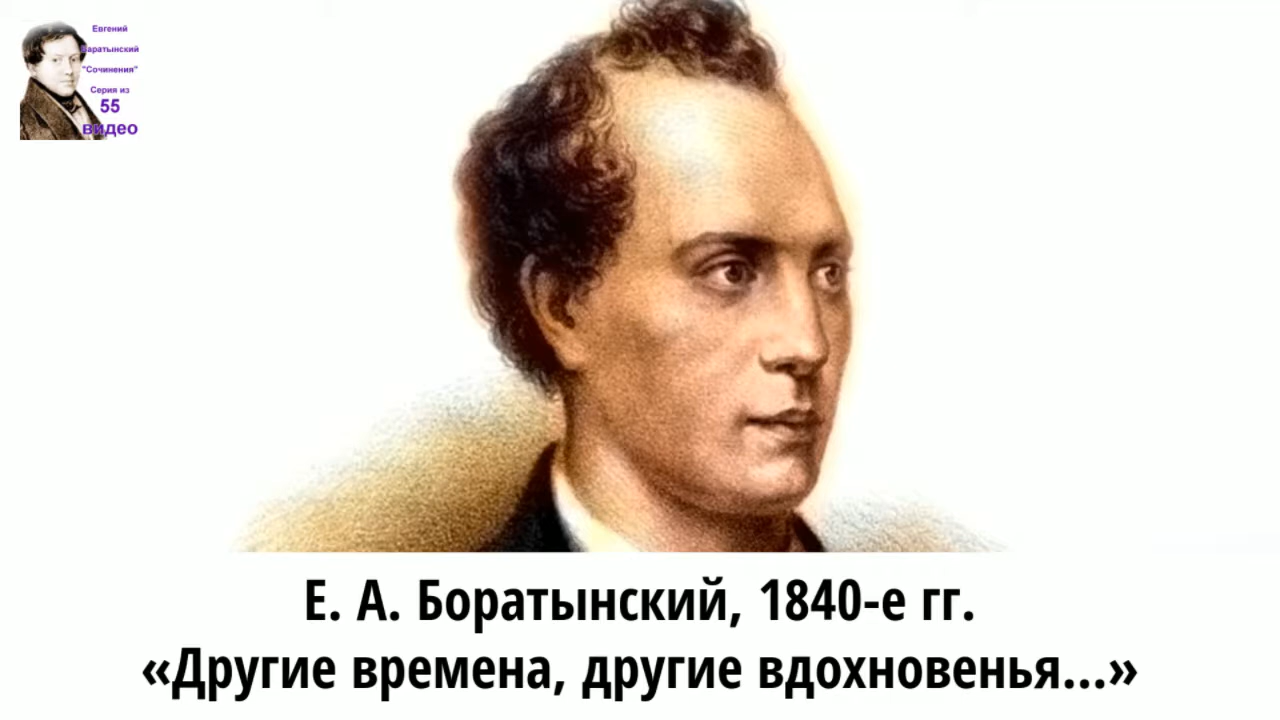 Евгений
Баратынский
"Сочинения"
Серия из
55
видео
Е. А. Боратынский, 1840-е гг.
«Другие времена, другие вдохновенья...»